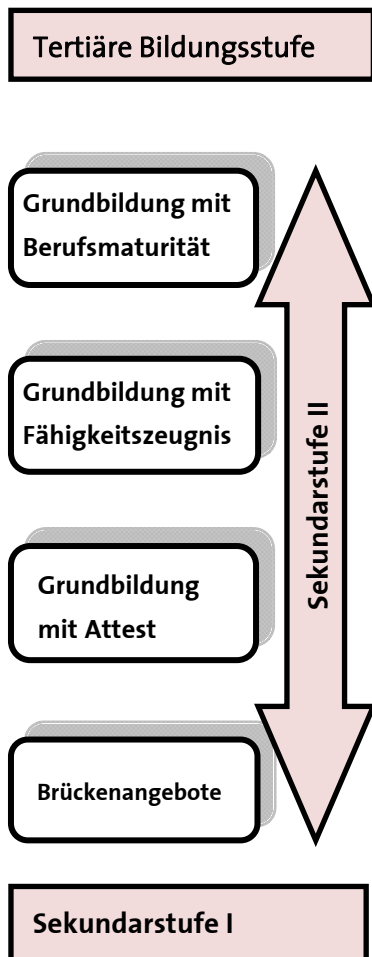 Tertiäre Bildungsstufe
Grundbildung mit
Berufsmaturität
Grundbildung mit
Fähigkeitszeugnis
Grundbildung
mit Attest
Brückenangebote
Sekundarstufe II
Sekundarstufe I